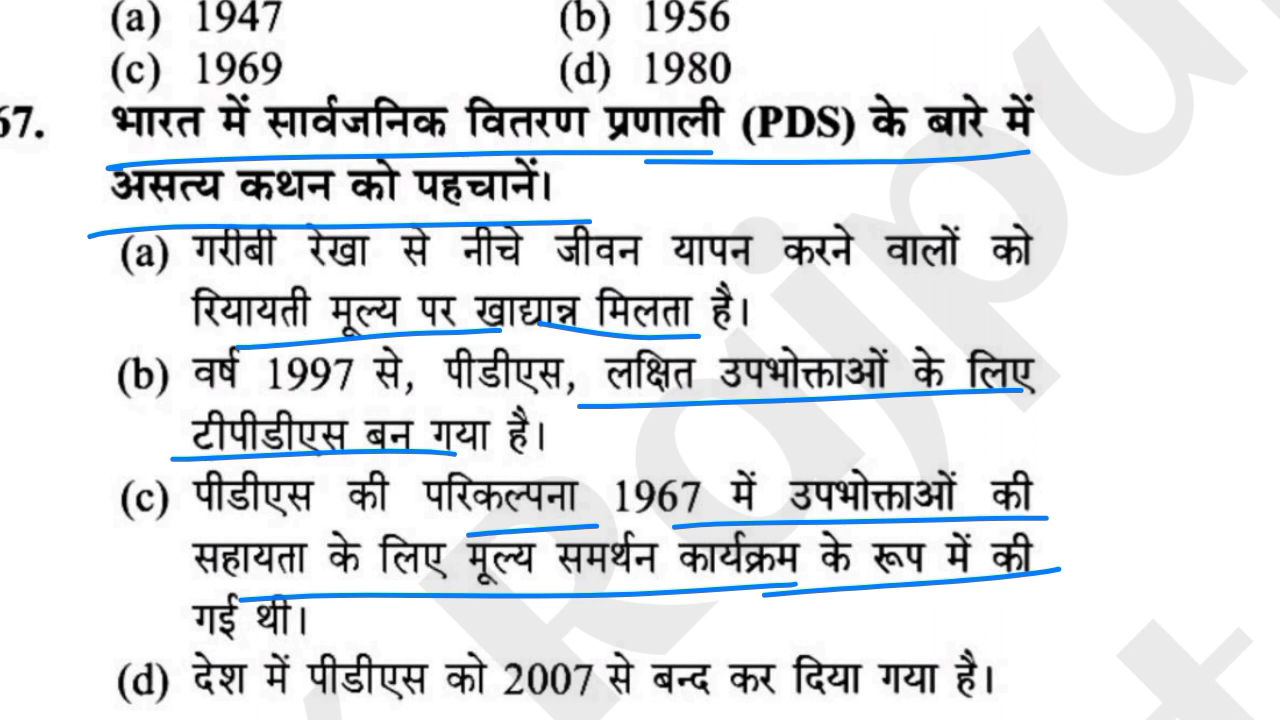 (a) 1947 (b) 1956
(c) 1969 (d) 1980
67. भारत में सार्वजनिक वितरण प्रणाली (PDS) के बारे में
असत्य कथन को पहचानें।
(a) गरीबी रेखा से नीचे जीवन यापन करने वालों को
रियायती मूल्य पर खाद्यान्न मिलता है।
(b) वर्ष 1997 से, पीडीएस, लक्षित उपभोक्ताओं के लिए
टीपीडीएस बन गया है।
(c) पीडीएस की परिकल्पना 1967 में उपभोक्ताओं की
सहायता के लिए मूल्य समर्थन कार्यक्रम के रूप में की
गई थी।
(d) देश में पीडीएस को 2007 से बन्द कर दिया गया है।